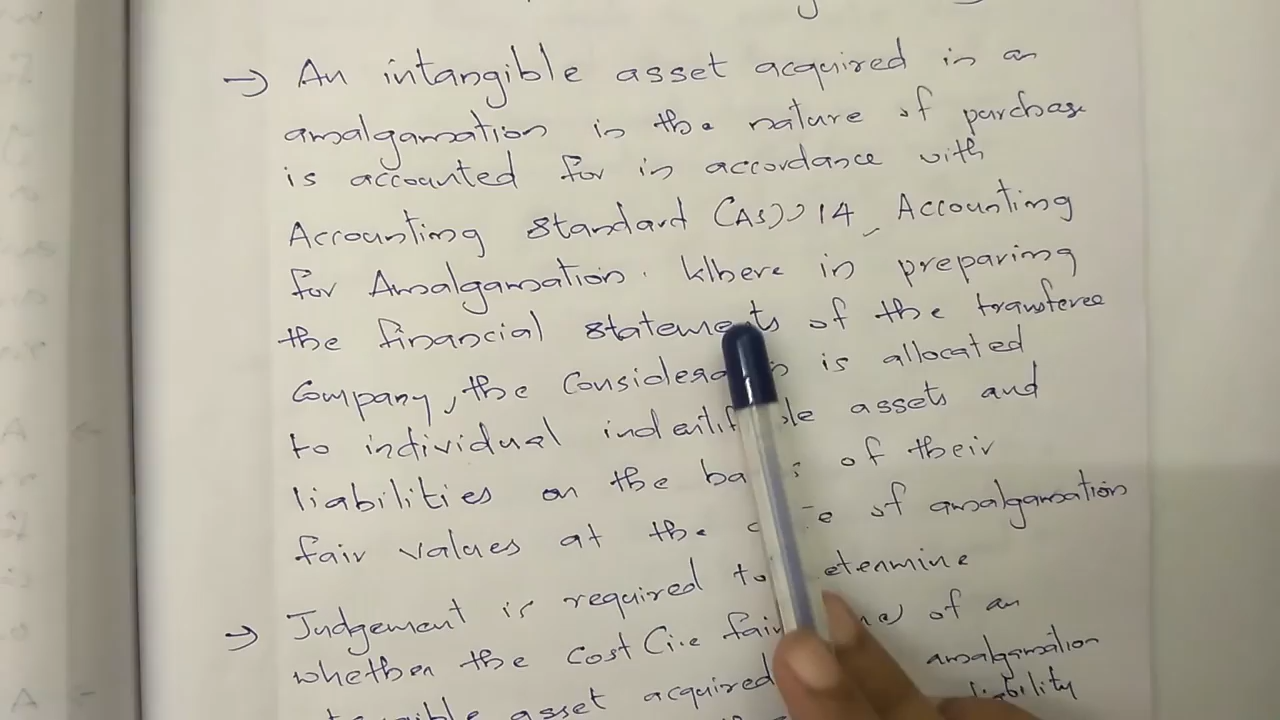 → An intangible asset acquired in an
amalgamation in the nature of purchase
is accounted for in accordance with
Accounting Standard (AS) 14, Accounting
for Amalgamation. Where in preparing
the financial statements of the transferee
Company, the is allocated
to individual assets and
liabilities on the of their
fair values at the of amalgamation
→ Judgement is required to determine
whether the cost (i.e fair of an
asset acquired amalgamation